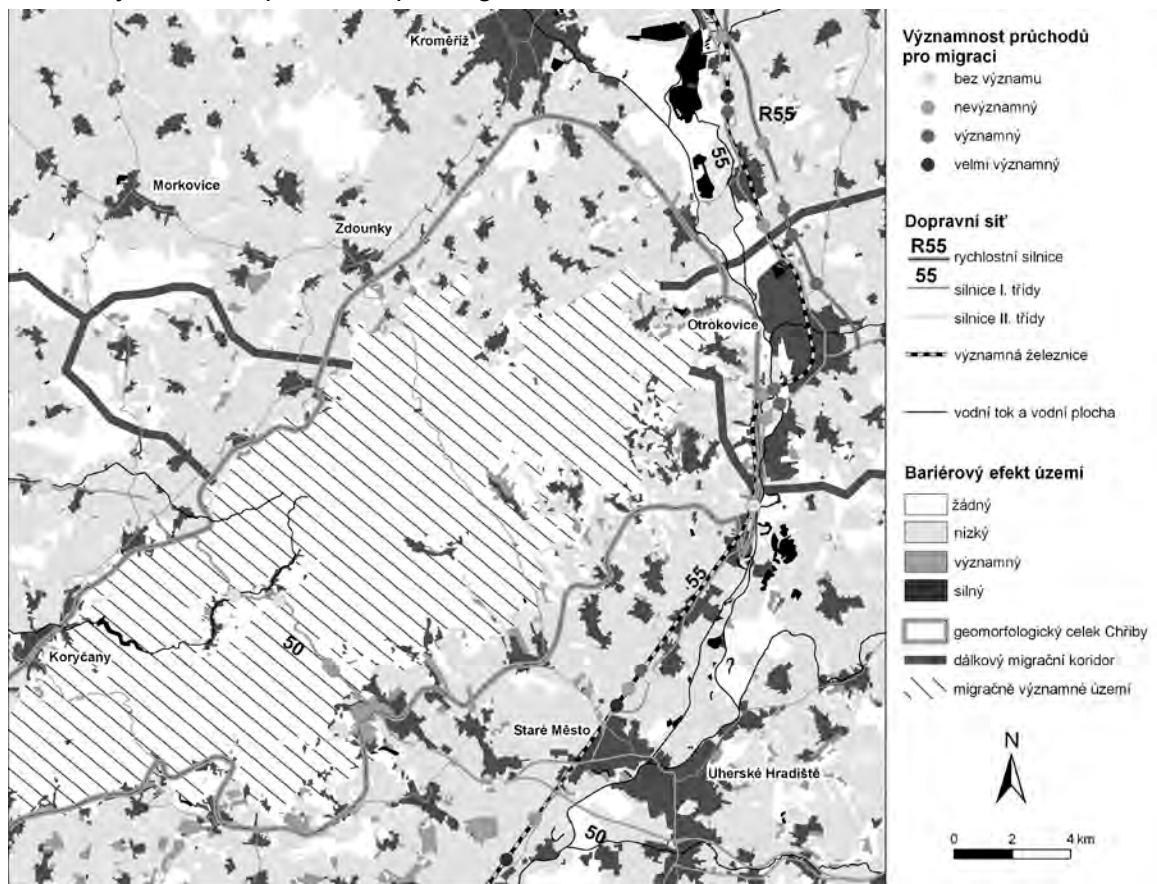 Kroměříž
R55
55
Morkovice
Zdounky
Otrokovice
55
Koryčany
50
Staré Město
Uherské Hradiště
50
Významnost průchodů
pro migraci
bez významu
nevýznamný
významný
velmi významný
Dopravní síť
R55
rychlostní silnice
55
silnice I. třídy
silnice II. třídy
významná železnice
vodní tok a vodní plocha
Bariérový efekt území
žádný
nízký
významný
silný
geomorfologický celek Chřiby
dálkový migrační koridor
migračně významné území
N
0 2 4 km